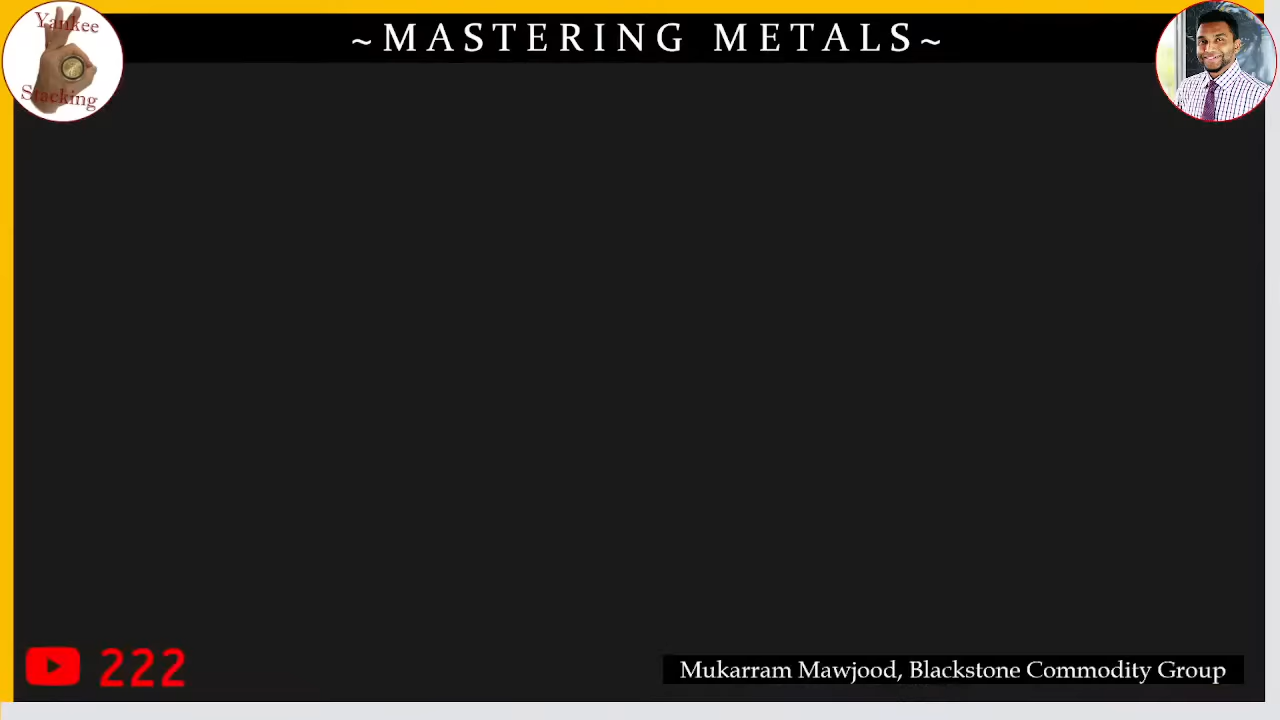 Yankee
Stacking
~MASTERING METALS~
222
Mukarram Mawjood, Blackstone Commodity Group